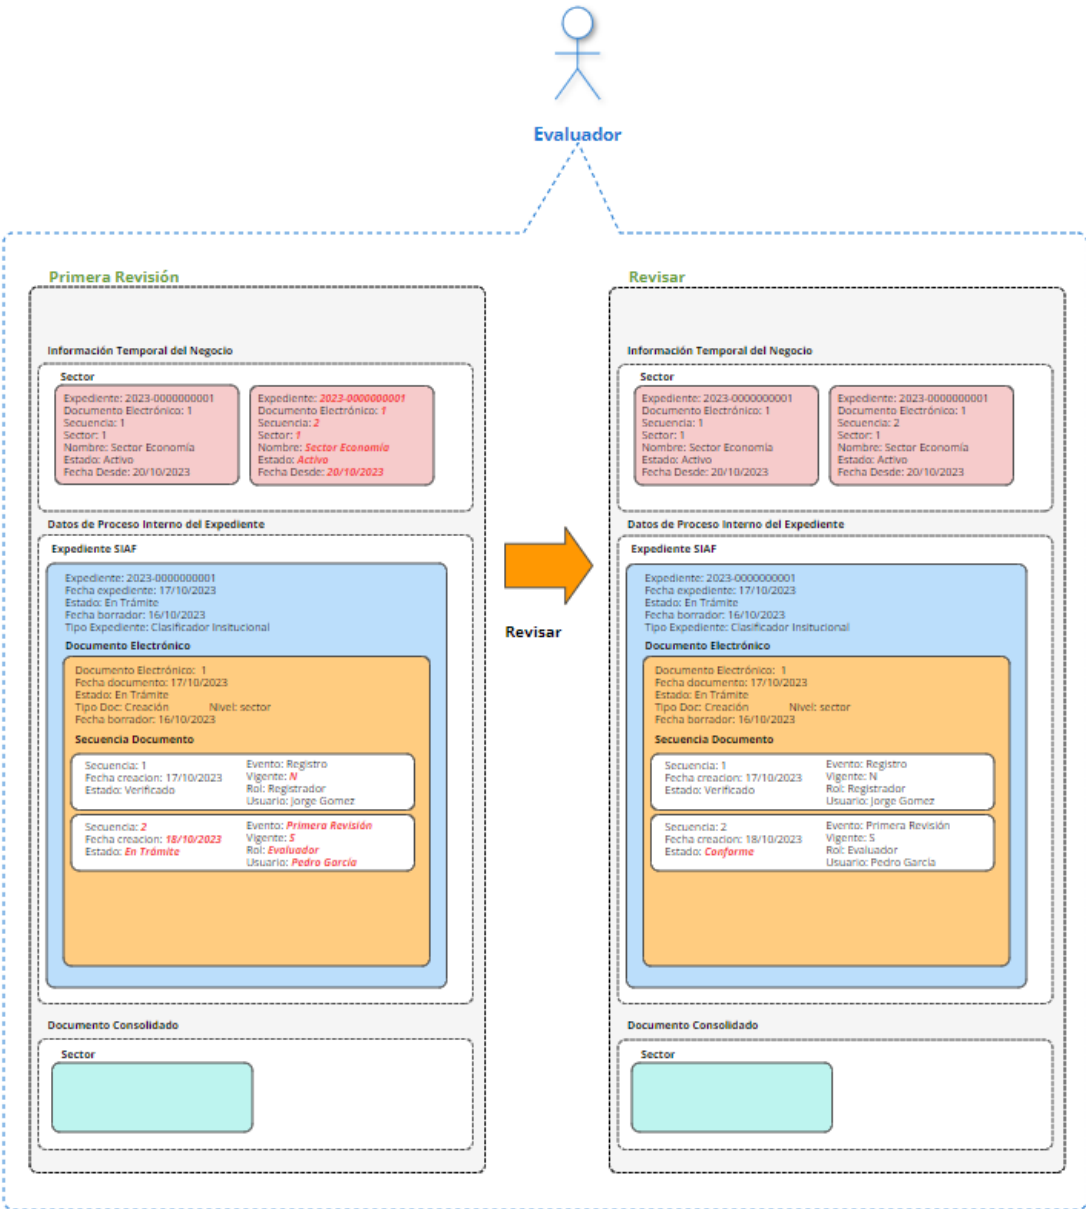 Evaluador
Primera Revisión
Información Temporal del Negocio
Sector
Expediente: 2023-0000000001
Documento Electrónico: 1
Secuencia: 1
Sector: 1
Nombre: Sector Economía
Estado: Activo
Fecha Desde: 20/10/2023
Expediente: 2023-0000000001
Documento Electrónico: 1
Secuencia: 2
Sector: 1
Nombre: Sector Economía
Estado: Activo
Fecha Desde: 20/10/2023
Datos de Proceso Interno del Expediente
Expediente SIAF
Expediente: 2023-0000000001
Fecha expediente: 17/10/2023
Estado: En Trámite
Fecha borrador: 16/10/2023
Tipo Expediente: Clasificador Insitucional
Documento Electrónico
Documento Electrónico: 1
Fecha documento: 17/10/2023
Estado: En Trámite
Tipo Doc: Creación Nivel: sector
Fecha borrador: 16/10/2023
Secuencia Documento
Secuencia: 1
Fecha creacion: 17/10/2023
Estado: Verificado
Evento: Registro
Vigente: N
Rol: Registrador
Usuario: Jorge Gomez
Secuencia: 2
Fecha creacion: 18/10/2023
Estado: En Trámite
Evento: Primera Revisión
Vigente: S
Rol: Evaluador
Usuario: Pedro García
Documento Consolidado
Sector
Revisar
Revisar
Información Temporal del Negocio
Sector
Expediente: 2023-0000000001
Documento Electrónico: 1
Secuencia: 1
Sector: 1
Nombre: Sector Economía
Estado: Activo
Fecha Desde: 20/10/2023
Expediente: 2023-0000000001
Documento Electrónico: 1
Secuencia: 2
Sector: 1
Nombre: Sector Economía
Estado: Activo
Fecha Desde: 20/10/2023
Datos de Proceso Interno del Expediente
Expediente SIAF
Expediente: 2023-0000000001
Fecha expediente: 17/10/2023
Estado: En Trámite
Fecha borrador: 16/10/2023
Tipo Expediente: Clasificador Insitucional
Documento Electrónico
Documento Electrónico: 1
Fecha documento: 17/10/2023
Estado: En Trámite
Tipo Doc: Creación Nivel: sector
Fecha borrador: 16/10/2023
Secuencia Documento
Secuencia: 1
Fecha creacion: 17/10/2023
Estado: Verificado
Evento: Registro
Vigente: N
Rol: Registrador
Usuario: Jorge Gomez
Secuencia: 2
Fecha creacion: 18/10/2023
Estado: Conforme
Evento: Primera Revisión
Vigente: S
Rol: Evaluador
Usuario: Pedro García
Documento Consolidado
Sector